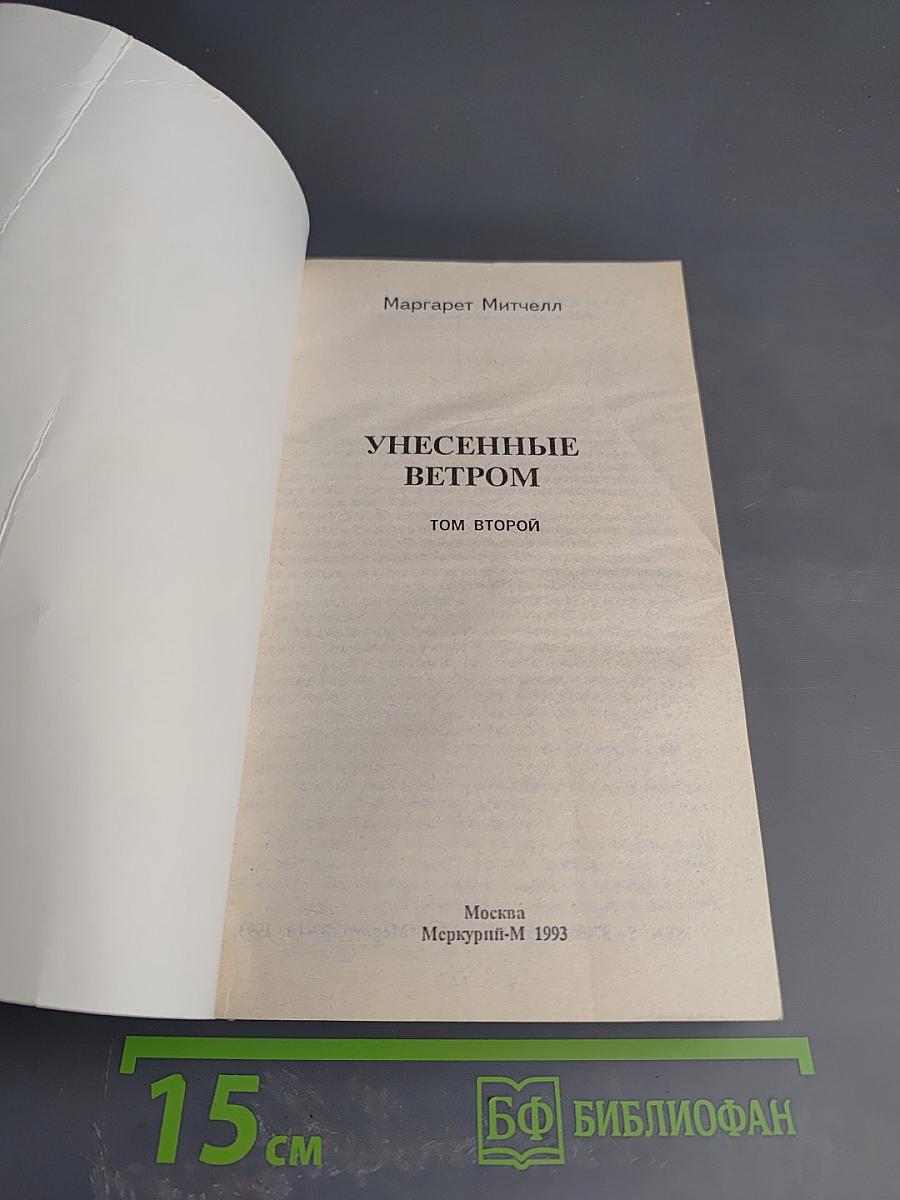 Маргарет Митчелл
УНЕСЕННЫЕ
ВЕТРОМ
ТОМ ВТОРОЙ
Москва
Меркурий-М 1993
15 см
БФ БИБЛИОФАН